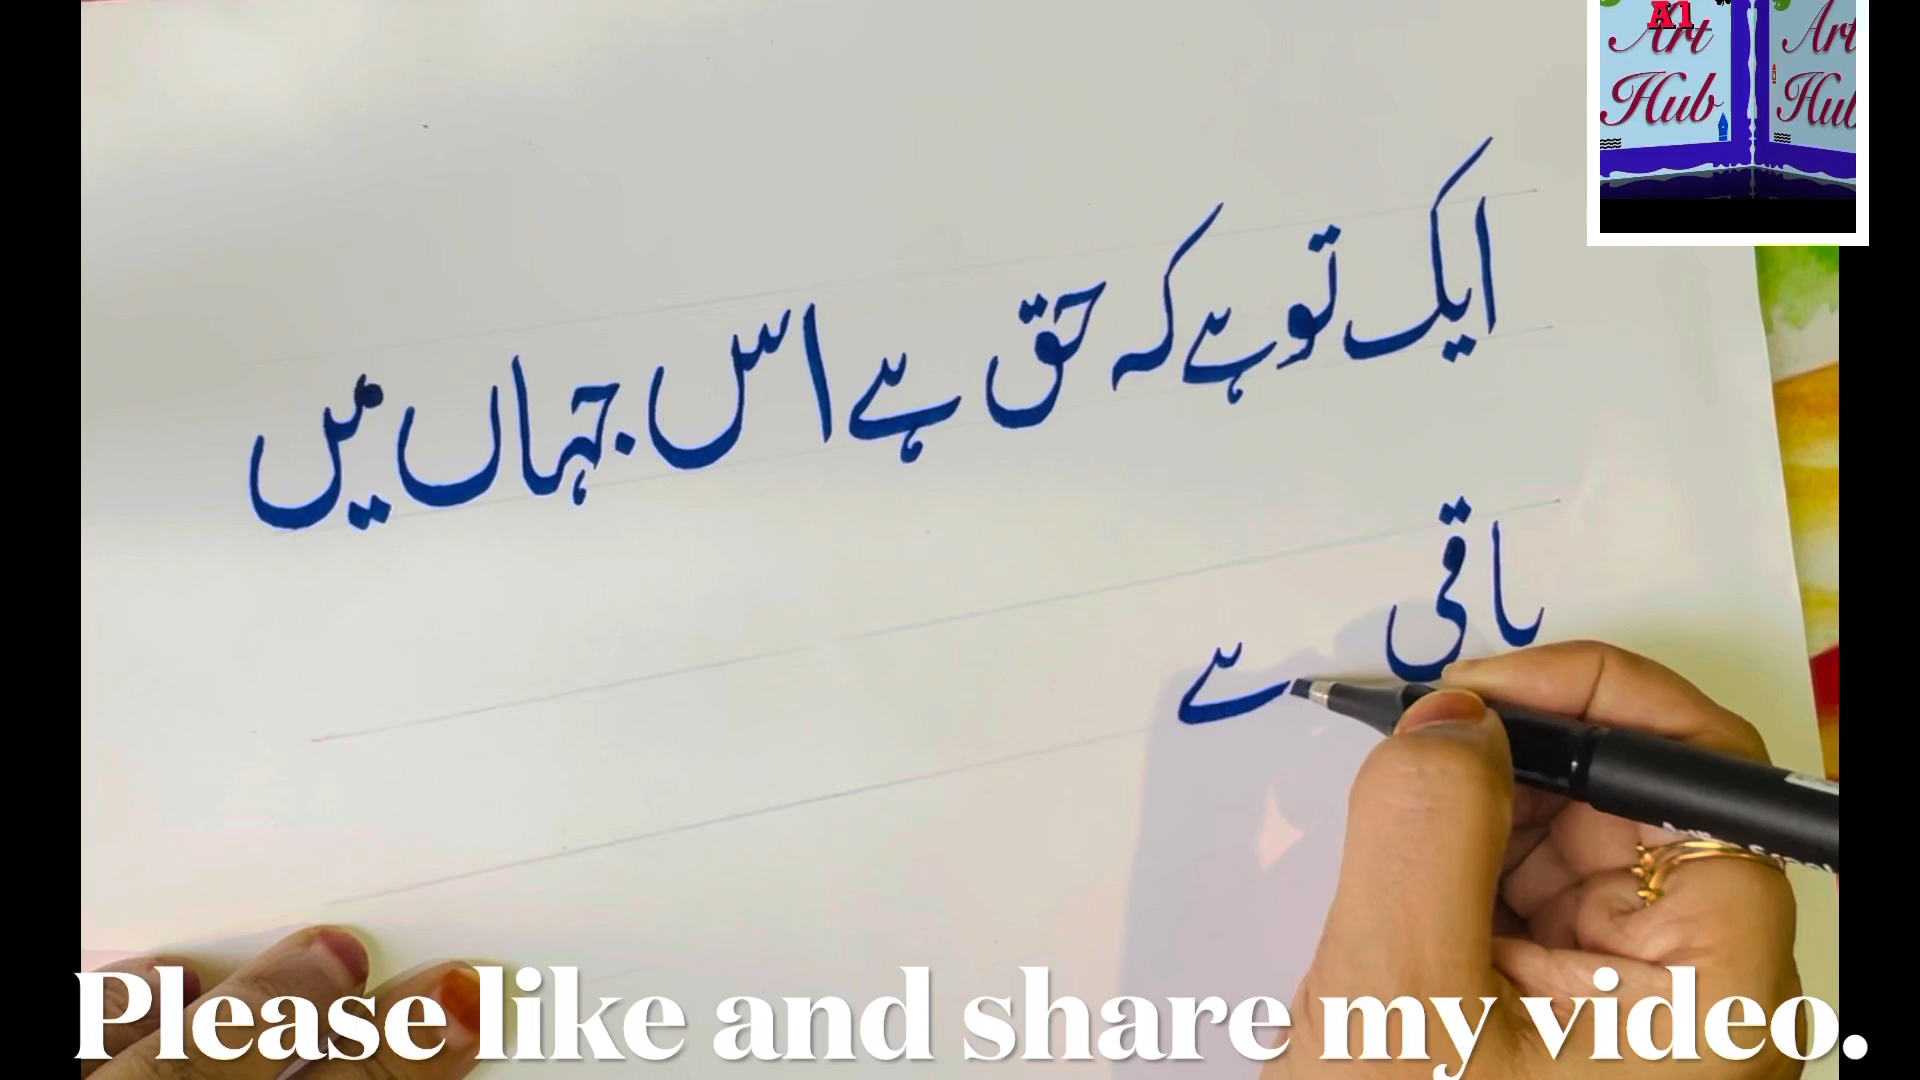 A1
Art Hub
Art Hub
ایک تو ہے کہ حق ہے اس جہاں میں
باقی ہے
Please like and share my video.